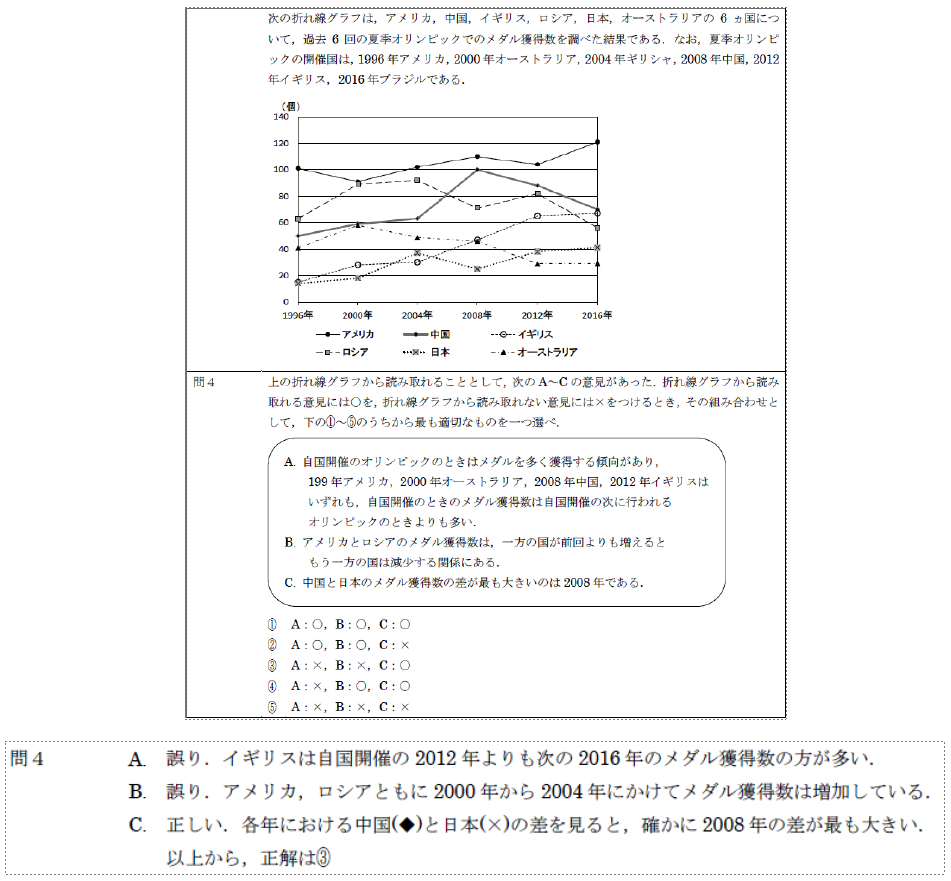 次の折れ線グラフは，アメリカ，中国，イギリス，ロシア，日本，オーストラリアの 6 ヵ国につ
いて，過去 6 回の夏季オリンピックでのメダル獲得数を調べた結果である．なお，夏季オリンピ
ックの開催国は，1996 年アメリカ，2000 年オーストラリア，2004 年ギリシャ，2008 年中国，2012
年イギリス，2016 年ブラジルである．
(個)
140
120
100
80
60
40
20
0
1996年 2000年 2004年 2008年 2012年 2016年
アメリカ 中国 イギリス
ロシア 日本 オーストラリア
問 4 上の折れ線グラフから読み取れることとして，次の A～C の意見があった．折れ線グラフから読み
取れる意見には○を，折れ線グラフから読み取れない意見には×をつけるとき，その組み合わせと
して，下の①～⑤のうちから最も適切なものを一つ選べ．
A. 自国開催のオリンピックのときはメダルを多く獲得する傾向があり，
199 年アメリカ，2000 年オーストラリア，2008 年中国，2012 年イギリスは
いずれも，自国開催のときのメダル獲得数は自国開催の次に行われる
オリンピックのときよりも多い．
B. アメリカとロシアのメダル獲得数は，一方の国が前回よりも増えると
もう一方の国は減少する関係にある．
C. 中国と日本のメダル獲得数の差が最も大きいのは 2008 年である．
① A：○，B：○，C：○
② A：○，B：○，C：×
③ A：×，B：×，C：○
④ A：×，B：○，C：○
⑤ A：×，B：×，C：×
問 4 A. 誤り．イギリスは自国開催の 2012 年よりも次の 2016 年のメダル獲得数の方が多い．
B. 誤り．アメリカ，ロシアともに 2000 年から 2004 年にかけてメダル獲得数は増加している．
C. 正しい．各年における中国(◆)と日本(×)の差を見ると，確かに 2008 年の差が最も大きい．
以上から，正解は③